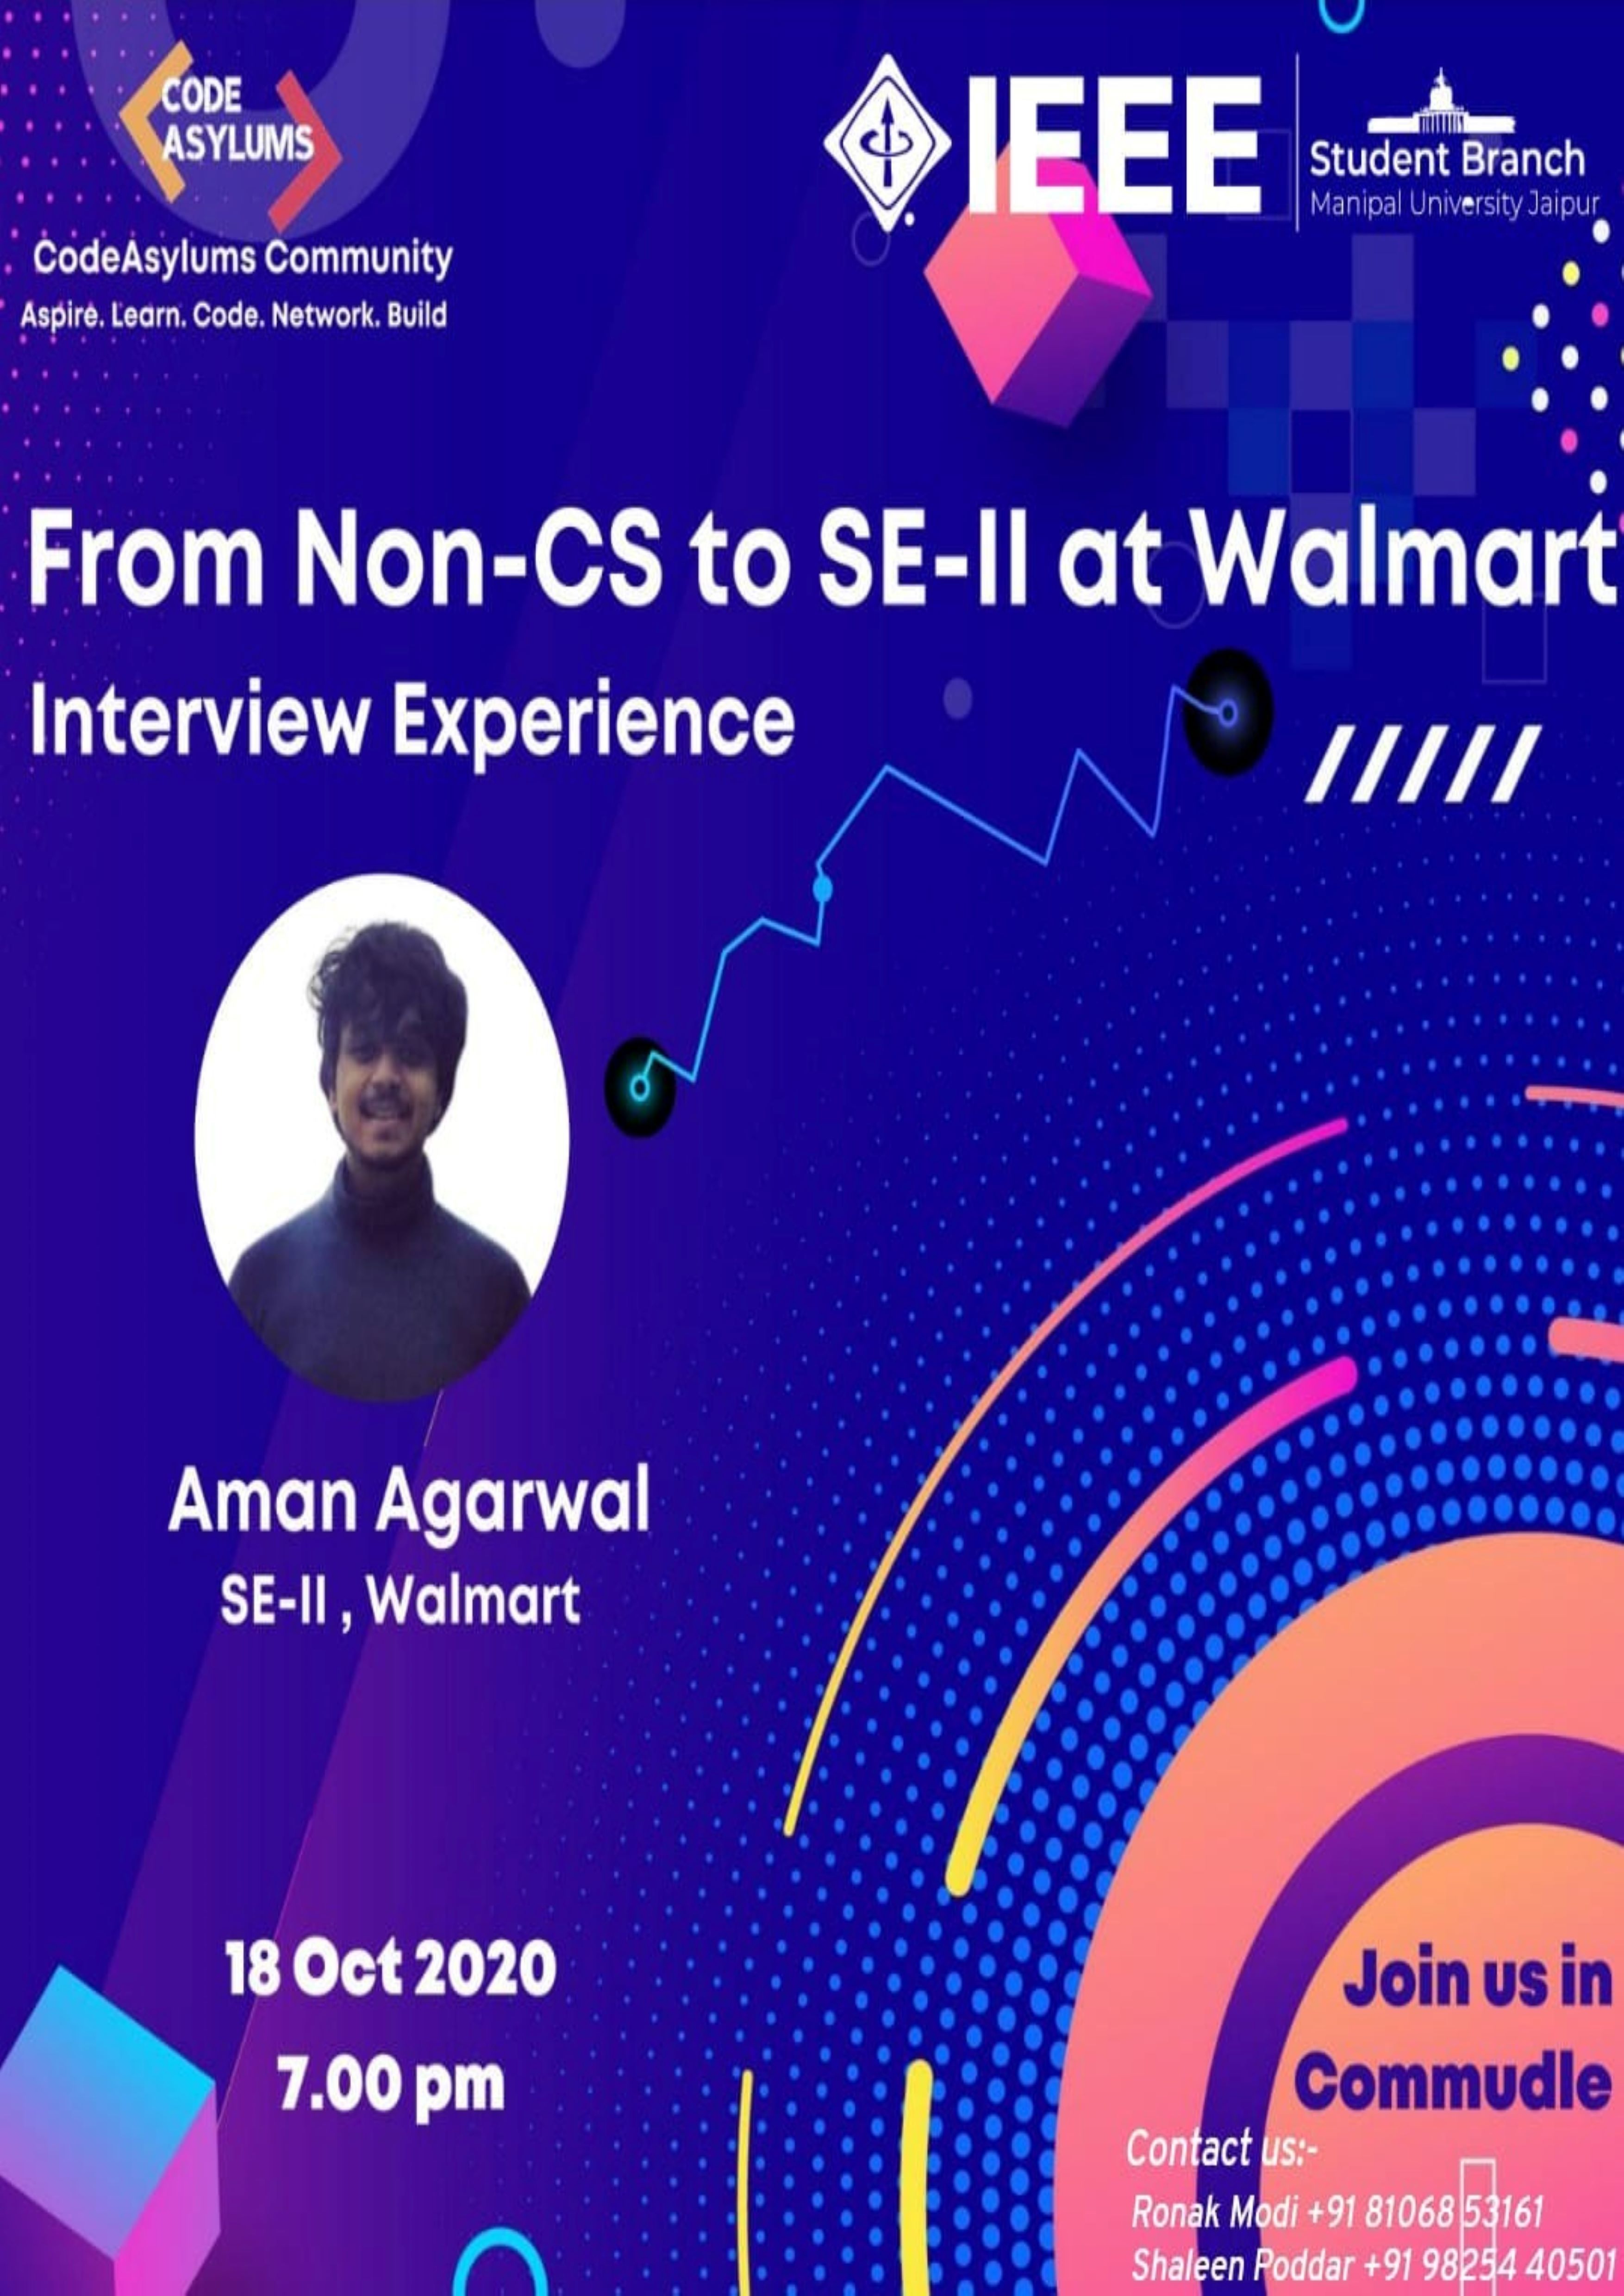 CODE
ASYLUMS
CodeAsylums Community
Aspire. Learn. Code. Network. Build
IEEE
Student Branch
Manipal University Jaipur
From Non-CS to SE-II at Walmart
Interview Experience
Aman Agarwal
SE-II , Walmart
18 Oct 2020
7.00 pm
Join us in
Commudle
Contact us:-
Ronak Modi +91 81068 53161
Shaleen Poddar +91 98254 40501